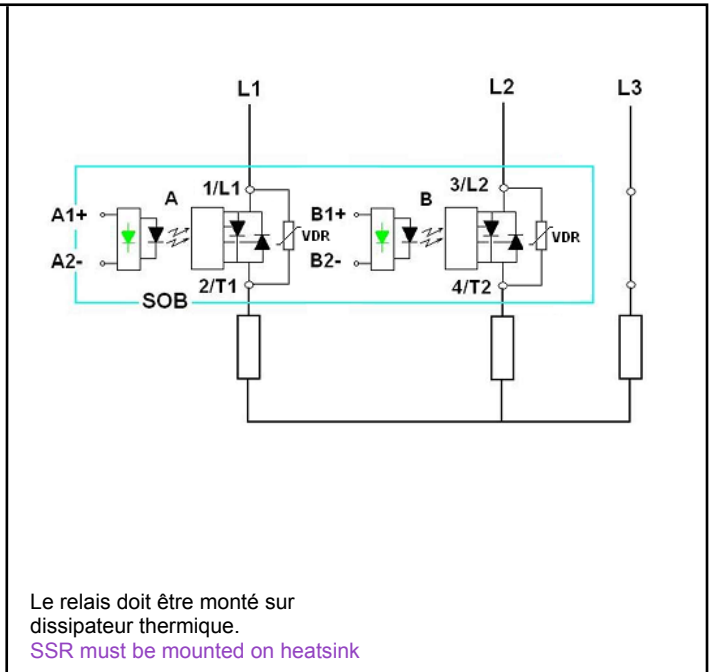 L1 L2 L3
1/L1 3/L2
A B
A1+ B1+
VDR VDR
A2- B2-
2/T1 4/T2
SOB
Le relais doit être monté sur
dissipateur thermique.
SSR must be mounted on heatsink